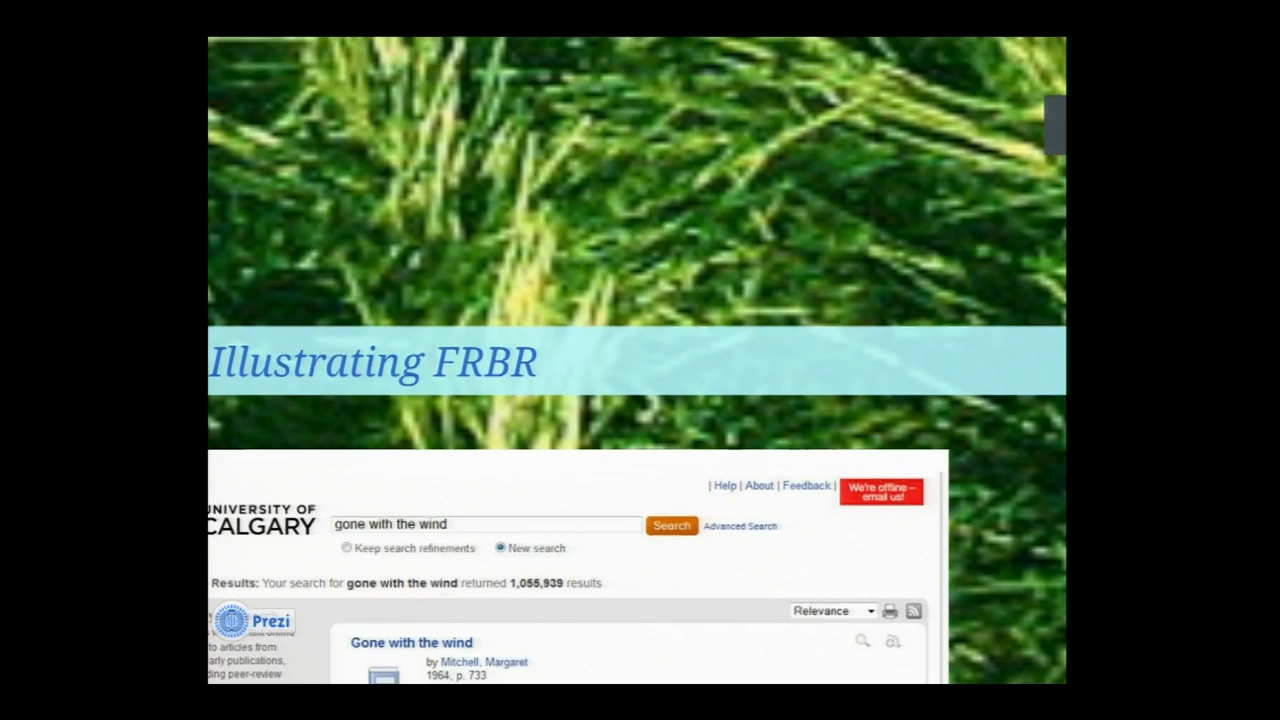 Illustrating FRBR
| Help | About | Feedback |
We're offline –
email us!
UNIVERSITY OF
CALGARY
gone with the wind
Search
Advanced Search
Keep search refinements
New search
Results: Your search for gone with the wind returned 1,055,939 results
Relevance
Prezi
to articles from
arly publications,
ding peer-review
Gone with the wind
by Mitchell, Margaret
1964, p. 733